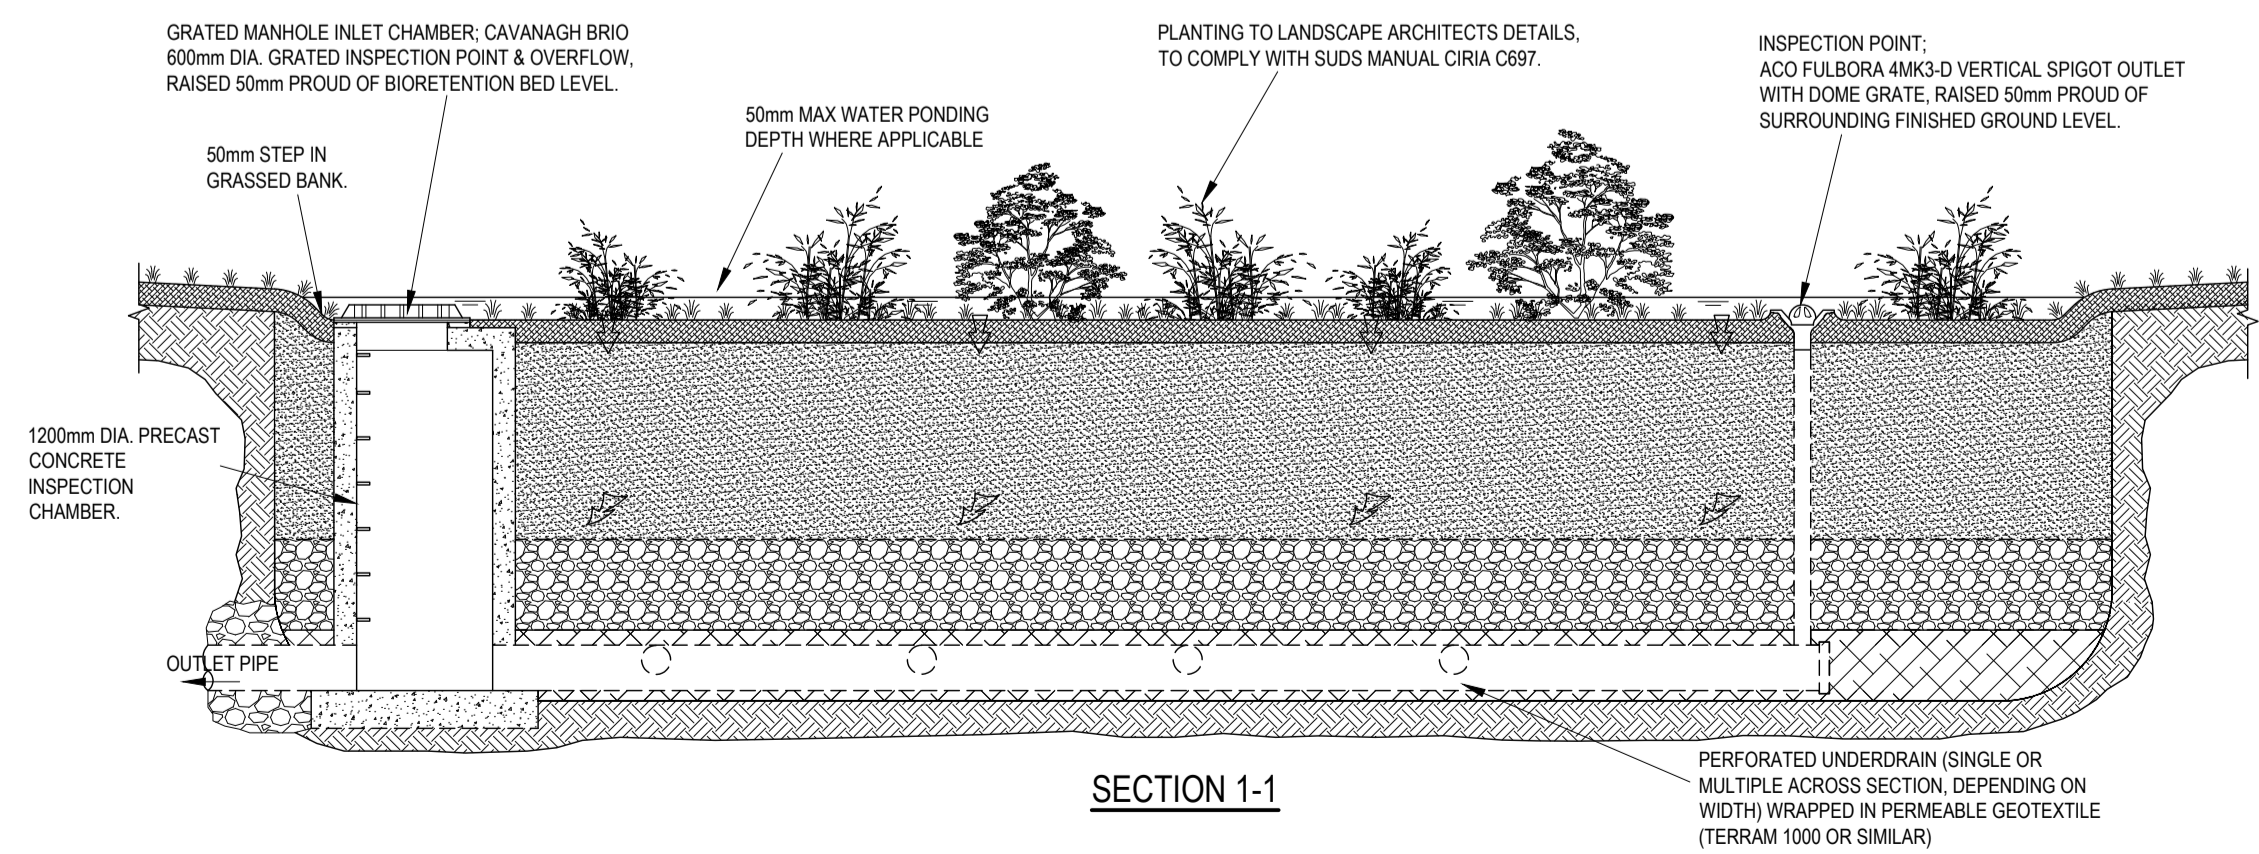 GRATED MANHOLE INLET CHAMBER; CAVANAGH BRIO
600mm DIA. GRATED INSPECTION POINT & OVERFLOW,
RAISED 50mm PROUD OF BIORETENTION BED LEVEL.
50mm STEP IN
GRASSED BANK.
50mm MAX WATER PONDING
DEPTH WHERE APPLICABLE
PLANTING TO LANDSCAPE ARCHITECTS DETAILS,
TO COMPLY WITH SUDS MANUAL CIRIA C697.
INSPECTION POINT;
ACO FULBORA 4MK3-D VERTICAL SPIGOT OUTLET
WITH DOME GRATE, RAISED 50mm PROUD OF
SURROUNDING FINISHED GROUND LEVEL.
1200mm DIA. PRECAST
CONCRETE
INSPECTION
CHAMBER.
OUTLET PIPE
PERFORATED UNDERDRAIN (SINGLE OR
MULTIPLE ACROSS SECTION, DEPENDING ON
WIDTH) WRAPPED IN PERMEABLE GEOTEXTILE
(TERRAM 1000 OR SIMILAR)
SECTION 1-1